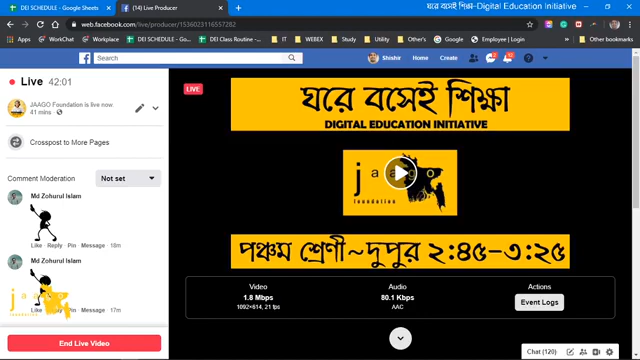 DEI SCHEDULE - Google Sheets
(14) Live Producer
ঘরে বসেই শিক্ষা-Digital Education Initiative
web.facebook.com/live/producer/1536023116557282
Apps
WorkChat
Workplace
DEI SCHEDULE - Goo...
DEI Class Routine -...
IT
WEBEX
Utility
Other's
Google
Employee | Login
Other bookmarks
Search
Shishir
Home
Create
Live 42:01
JAAGO Foundation is live now
41 mins
Crosspost to More Pages
Comment Moderation
Not set
Md Zohurul Islam
Like · Reply · Pin · Message · 18m
Md Zohurul Islam
Message · 17m
End Live Video
LIVE
ঘরে বসেই শিক্ষা
DIGITAL EDUCATION INITIATIVE
jaago
foundation
পঞ্চম শ্রেণী~দুপুর ২:৪৫-৩:২৫
Video
1.8 Mbps
1092×614, 21 fps
Audio
80.1 Kbps
AAC
Actions
Event Logs
Chat (120)